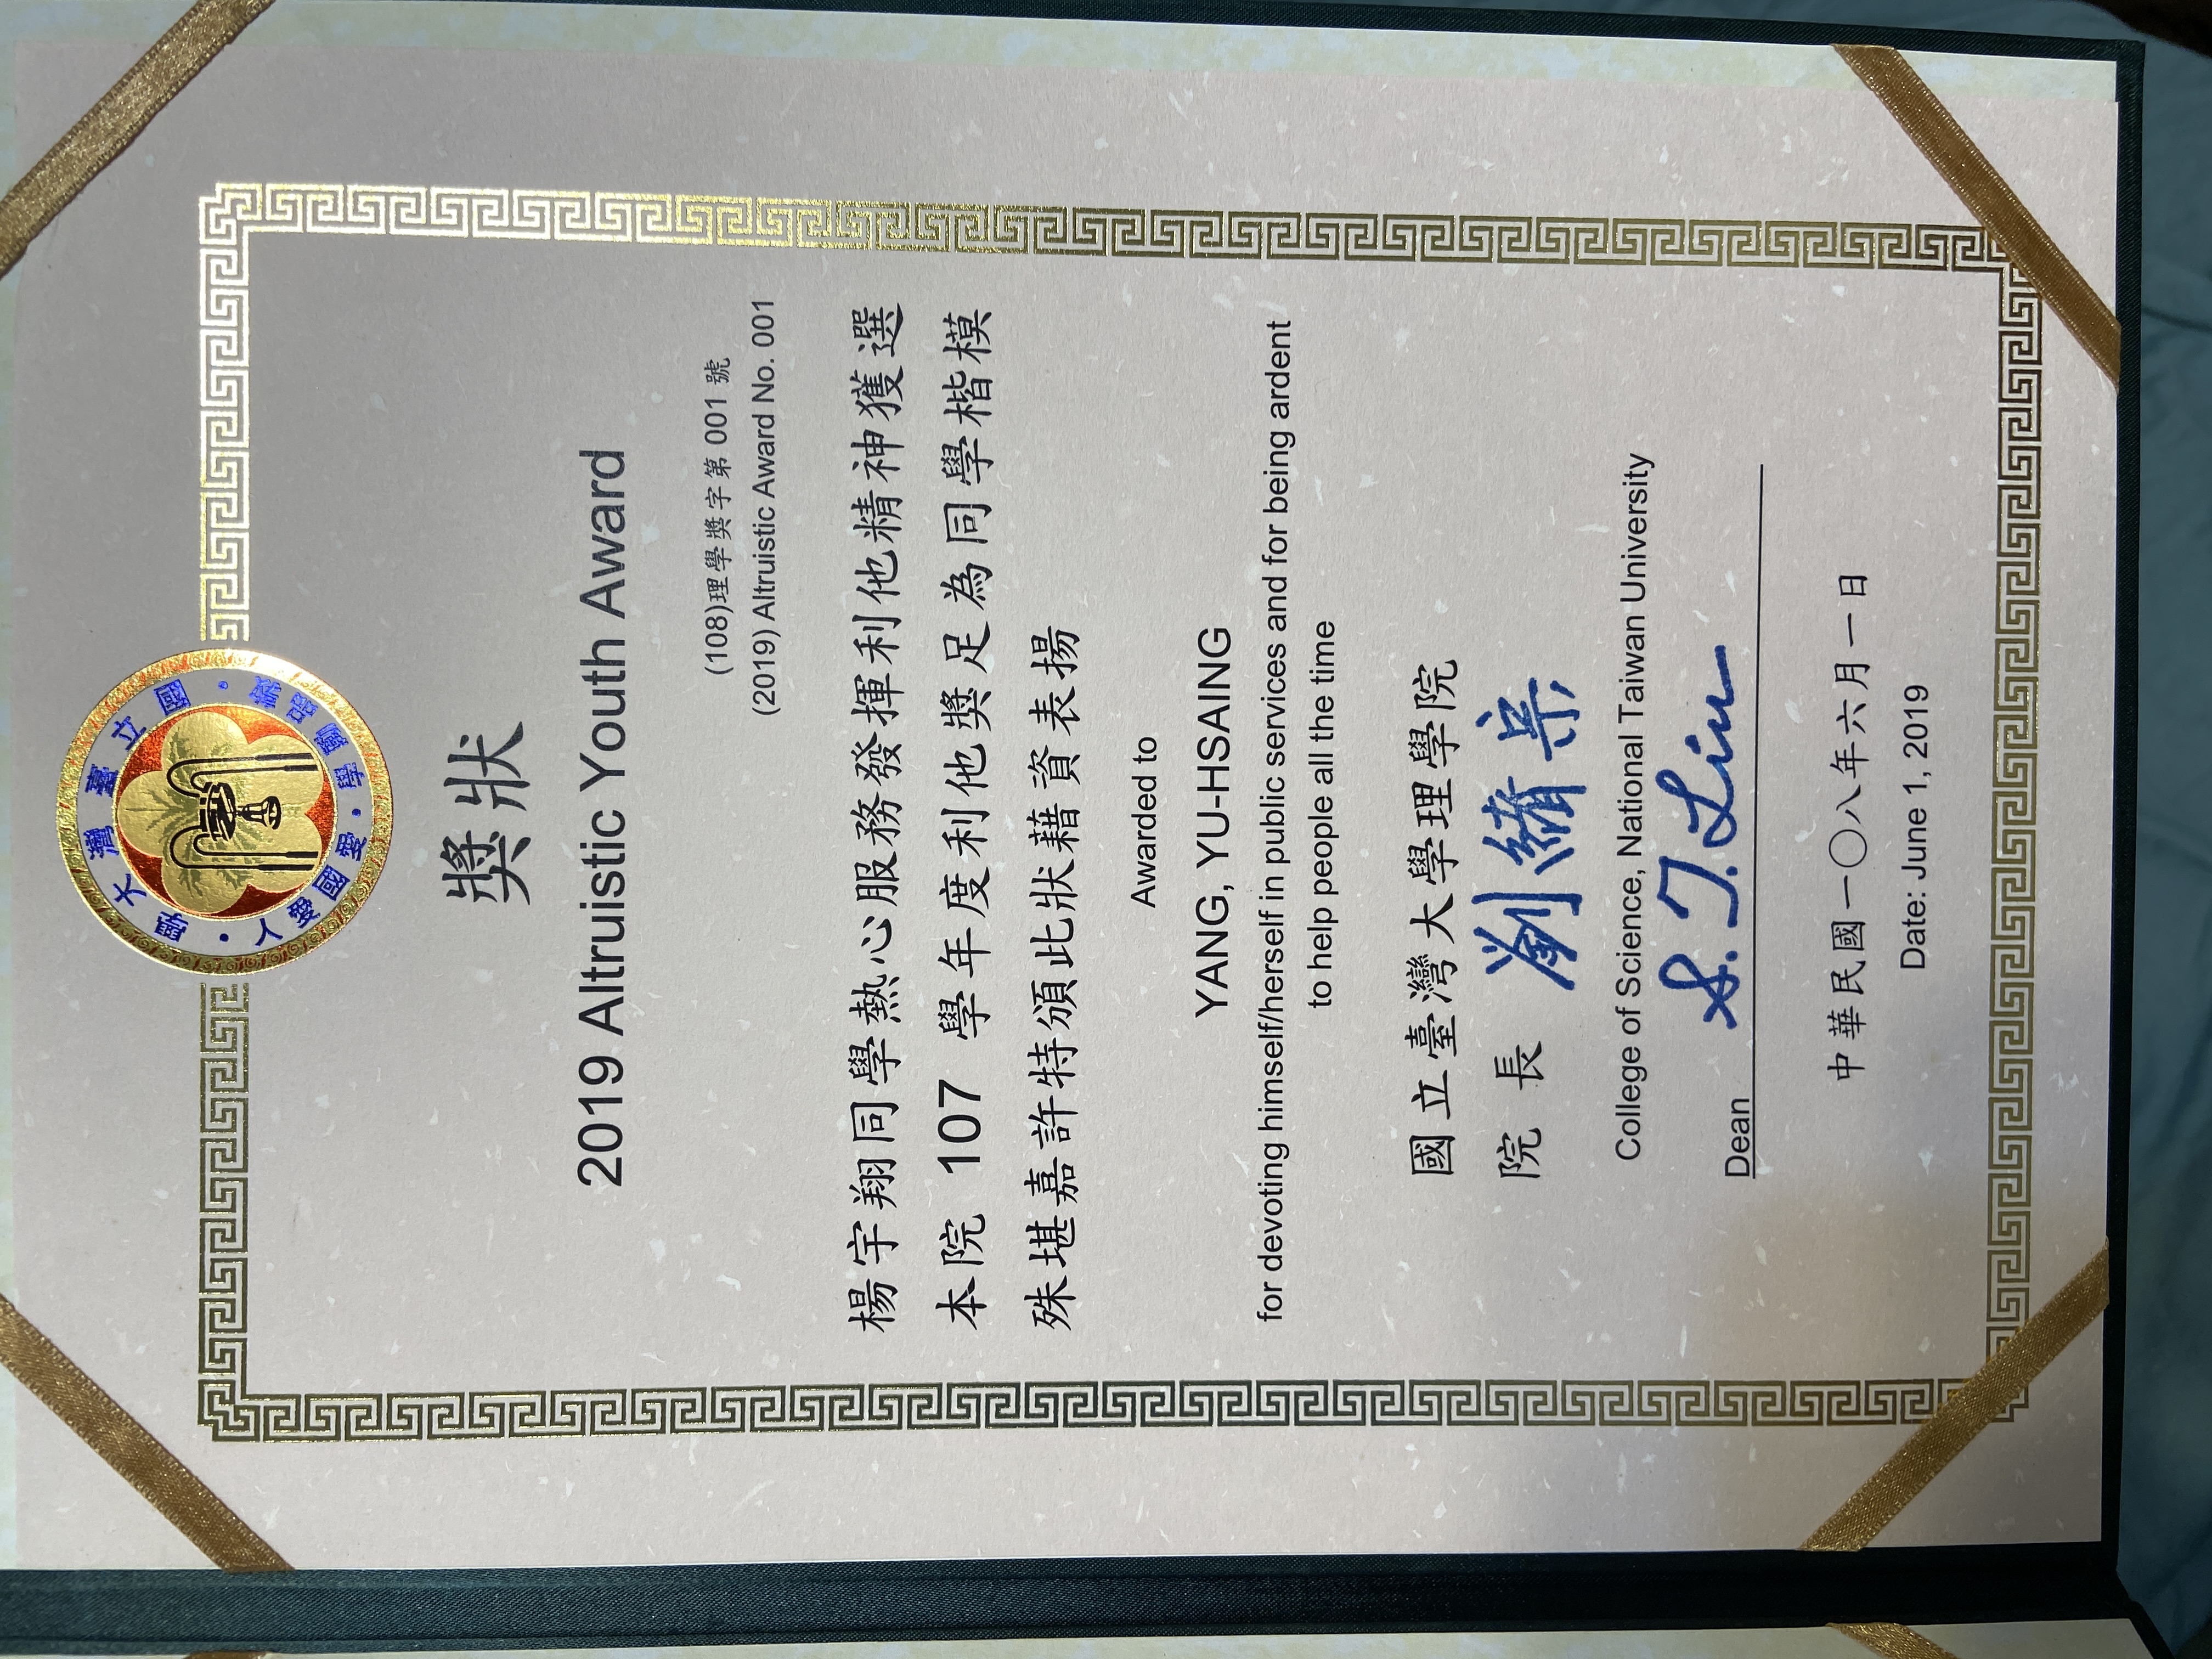 國立臺灣大學
敦品·勵學·愛國·愛人
獎狀
2019 Altruistic Youth Award
(108)理學獎字第 001 號
(2019) Altruistic Award No. 001
楊宇翔同學熱心服務發揮利他精神獲選
本院 107 學年度利他獎足為同學楷模
殊堪嘉許特頒此狀藉資表揚
Awarded to
YANG, YU-HSAING
for devoting himself/herself in public services and for being ardent
to help people all the time
國立臺灣大學理學院
院 長 劉緒宗
College of Science, National Taiwan University
Dean S. T. Liu
中華民國一〇八年六月一日
Date: June 1, 2019